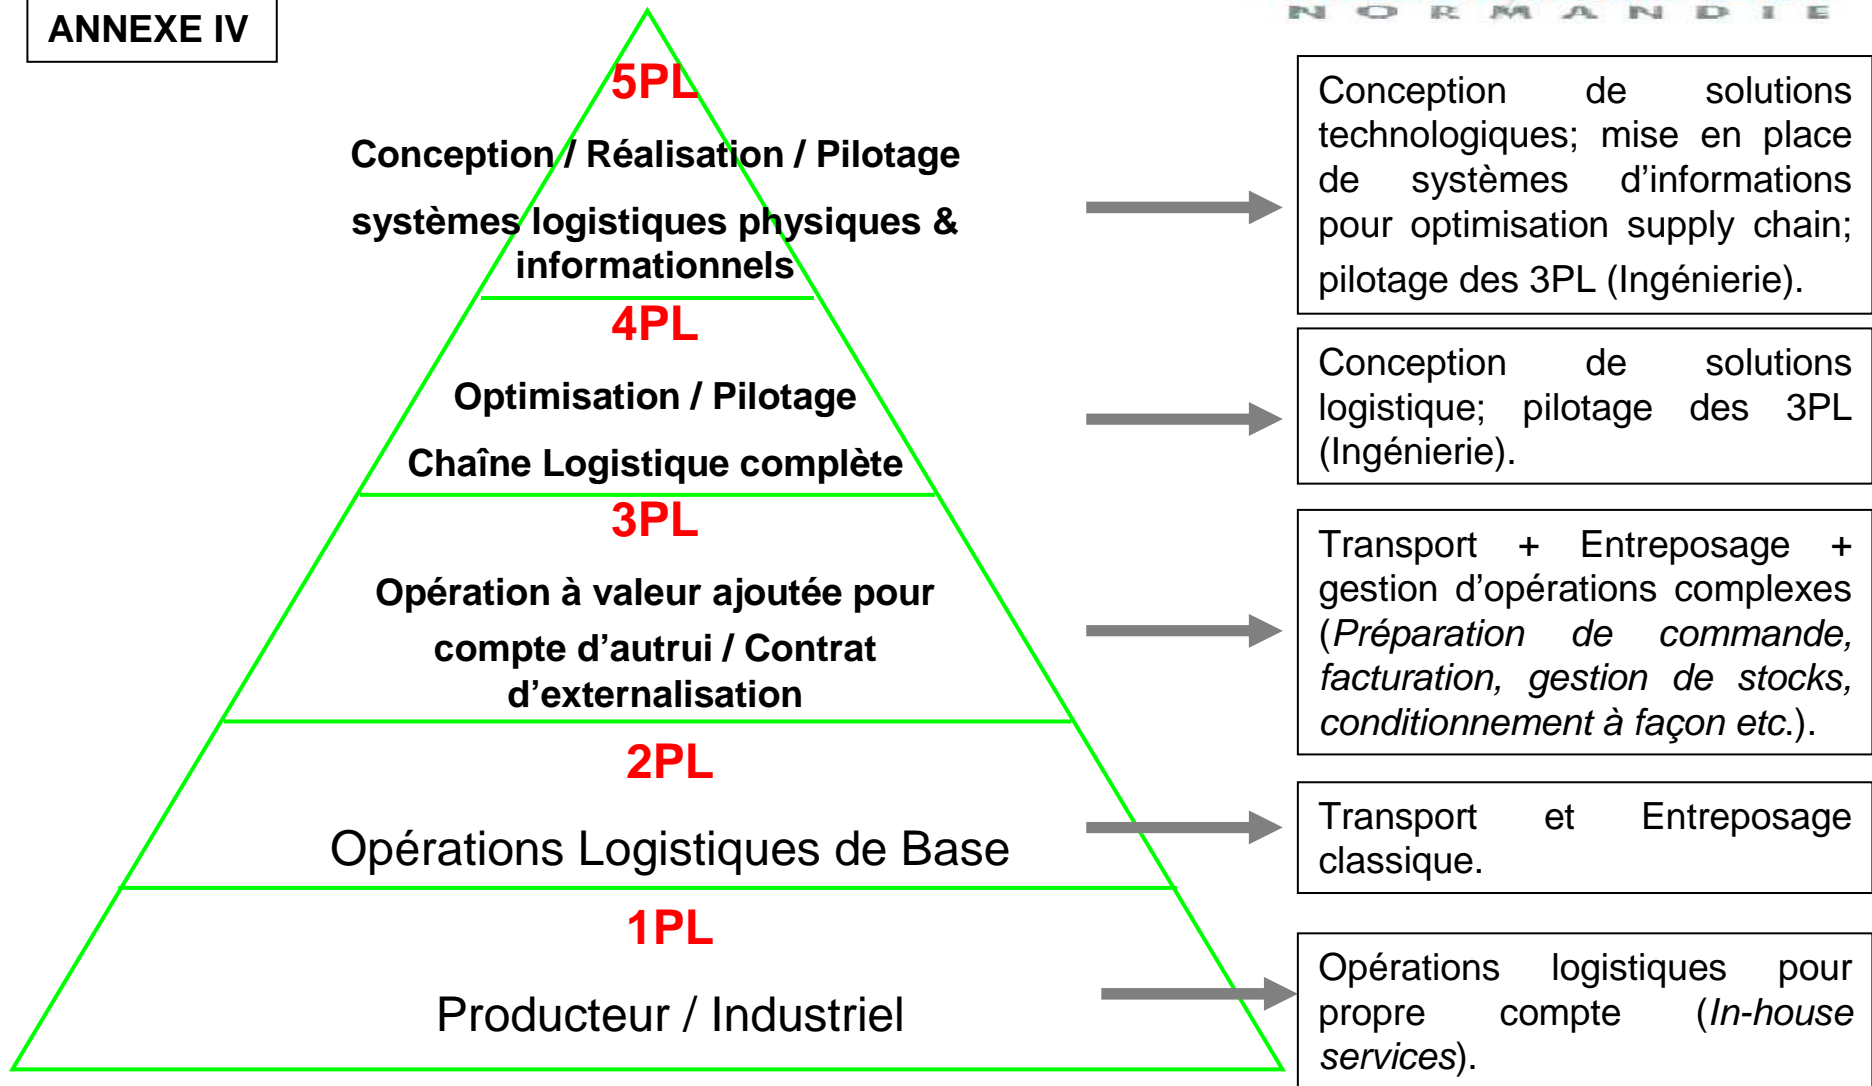 ANNEXE IV
NORMANDIE
5PL
Conception / Réalisation / Pilotage
systèmes logistiques physiques &
informationnels
Conception de solutions
technologiques; mise en place
de systèmes d'informations
pour optimisation supply chain;
pilotage des 3PL (Ingénierie).
4PL
Optimisation / Pilotage
Chaîne Logistique complète
Conception de solutions
logistique; pilotage des 3PL
(Ingénierie).
3PL
Opération à valeur ajoutée pour
compte d'autrui / Contrat
d'externalisation
Transport + Entreposage +
gestion d'opérations complexes
(Préparation de commande,
facturation, gestion de stocks,
conditionnement à façon etc.).
2PL
Opérations Logistiques de Base
Transport et Entreposage
classique.
1PL
Producteur / Industriel
Opérations logistiques pour
propre compte (In-house
services).